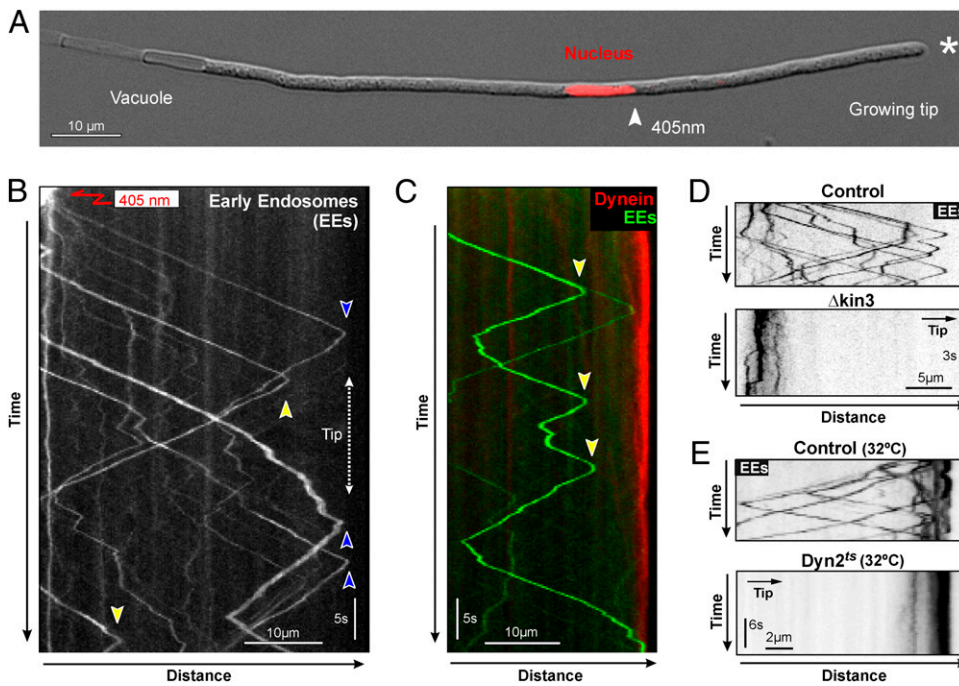 A
Nucleus
*
Vacuole
405nm
Growing tip
10 µm
B
405 nm
Early Endosomes
(EEs)
Time
Tip
5s
10µm
Distance
C
Dynein
EEs
Time
5s
10µm
Distance
D
Control
EEs
Time
Δkin3
Time
Tip
3s
5µm
Distance
E
Control (32ºC)
EEs
Time
Dyn2ts (32ºC)
Time
Tip
6s
2µm
Distance